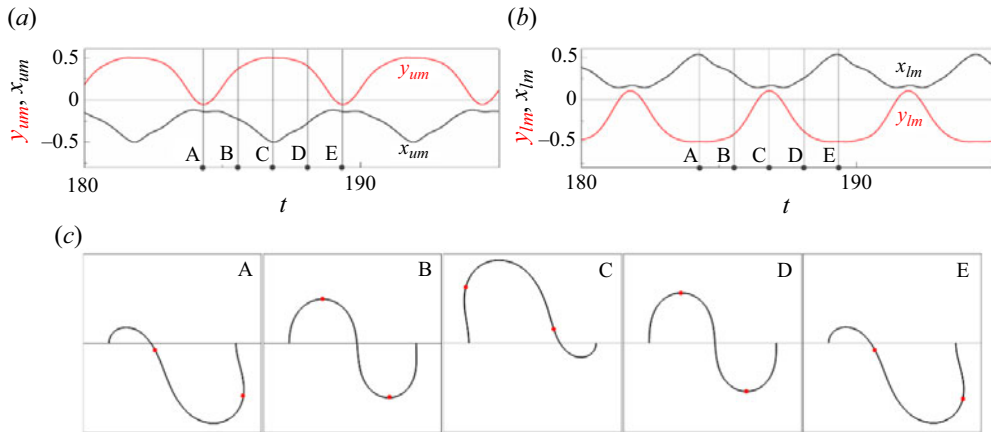 (a)
0.5
0
−0.5
y_um, x_um
y_um
x_um
A B C D E
180 190
t
(b)
0.5
0
−0.5
y_lm, x_lm
x_lm
y_lm
A B C D E
180 190
t
(c)
A B C D E